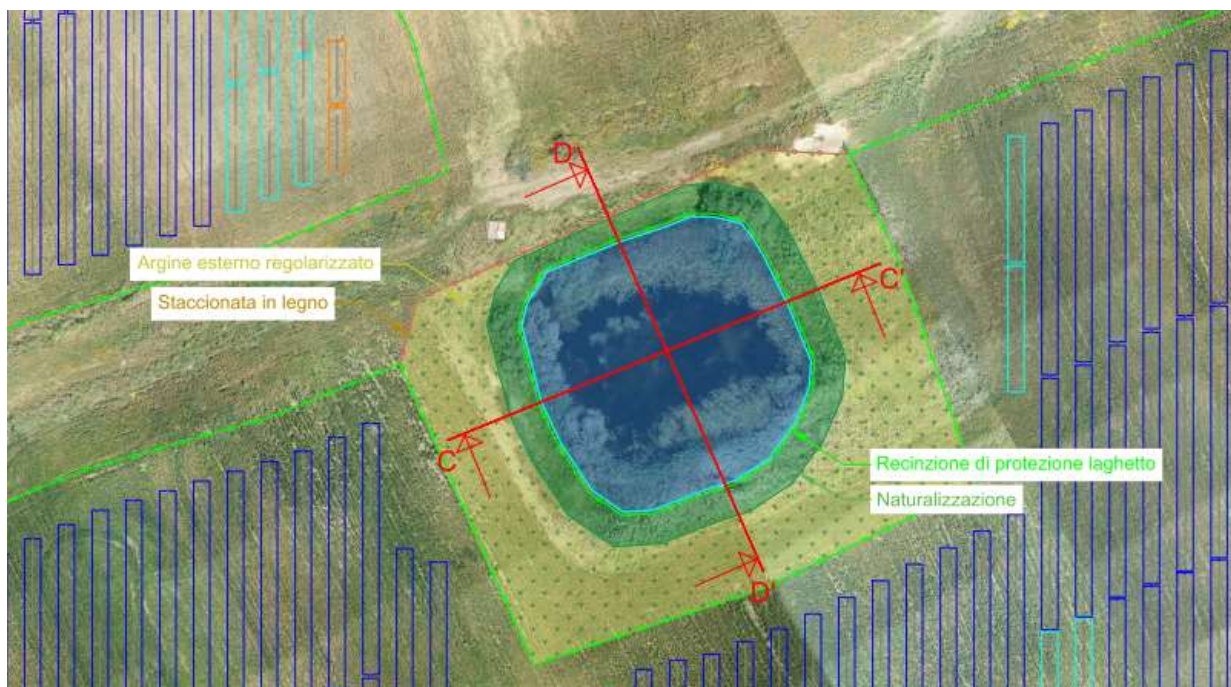 D
Argine esterno regolarizzato
Staccionata in legno
C'
C
Recinzione di protezione laghetto
Naturalizzazione
D'